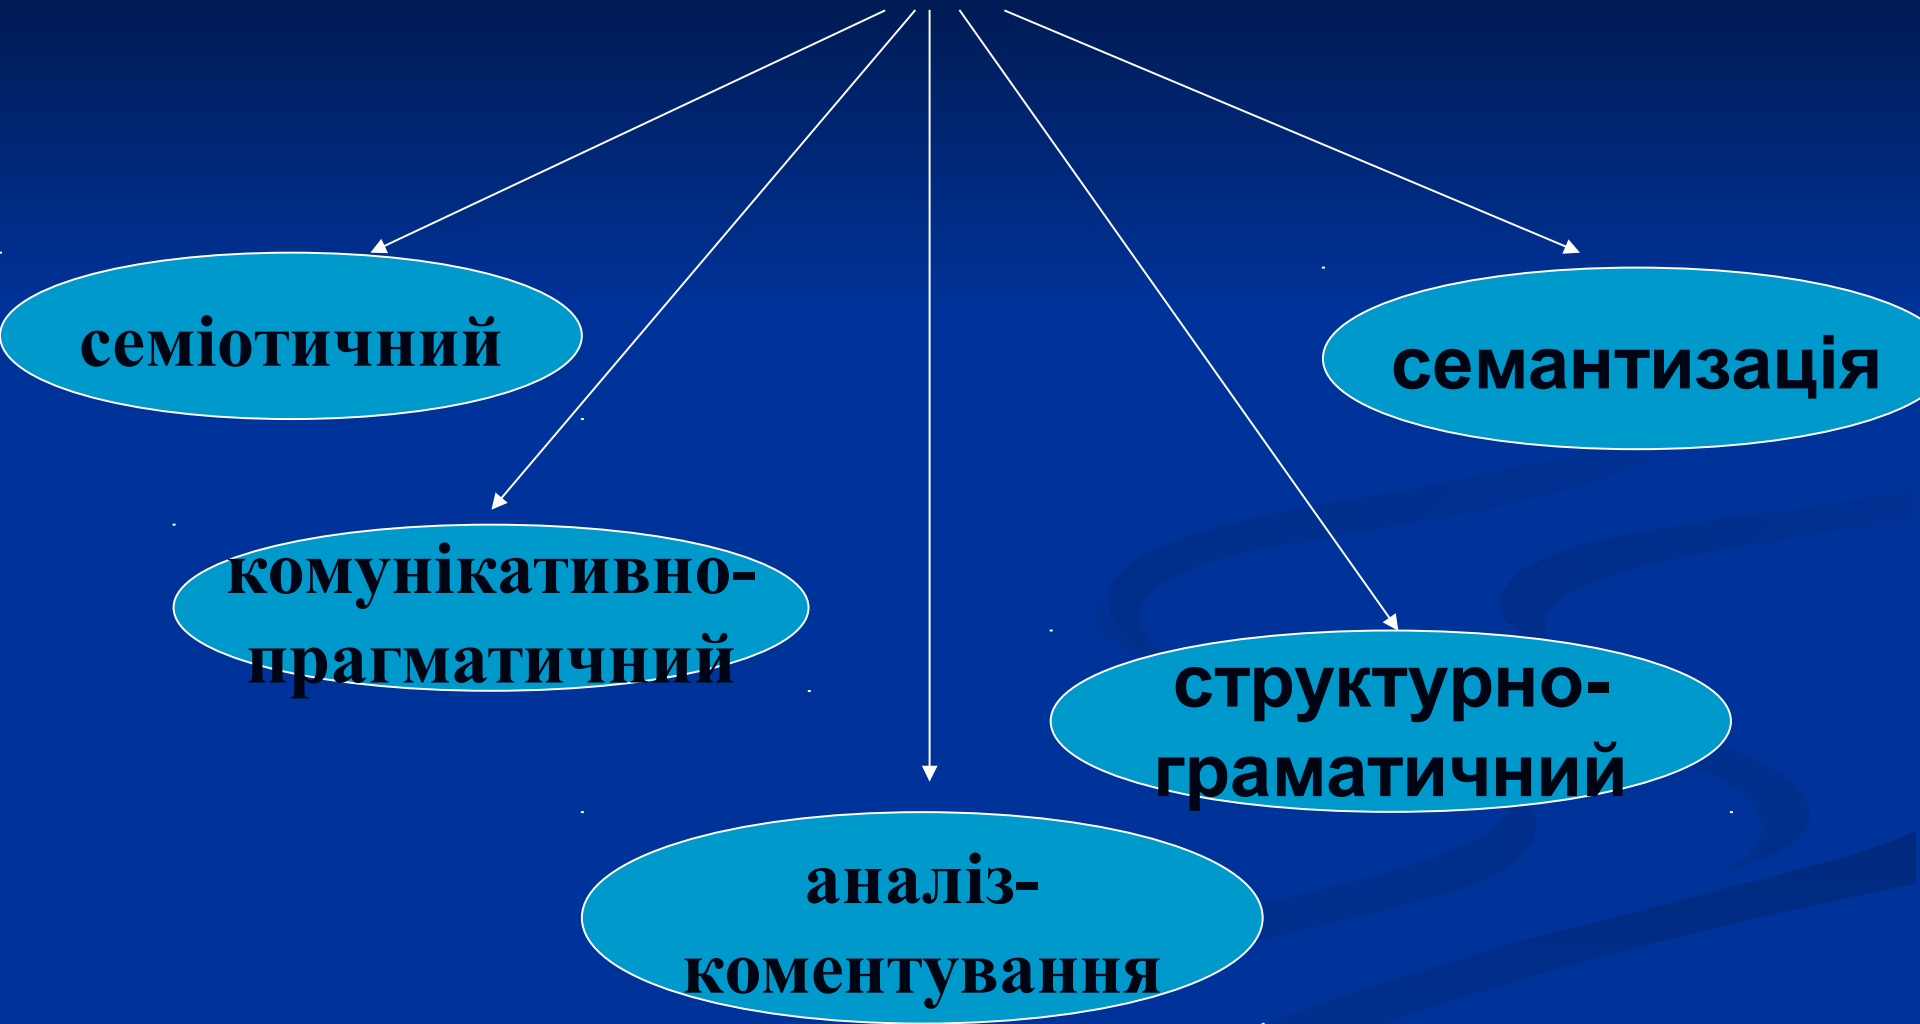 семіотичний
семантизація
комунікативно-
прагматичний
структурно-
граматичний
аналіз-
коментування